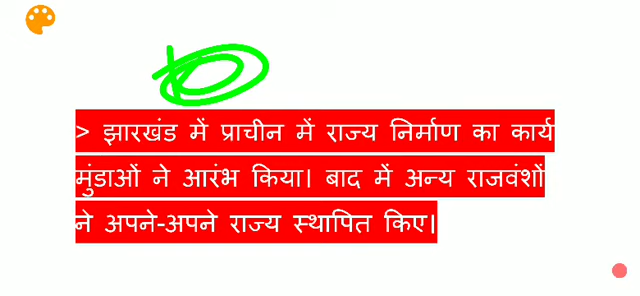 > झारखंड में प्राचीन में राज्य निर्माण का कार्य
मुंडाओं ने आरंभ किया। बाद में अन्य राजवंशों
ने अपने-अपने राज्य स्थापित किए।